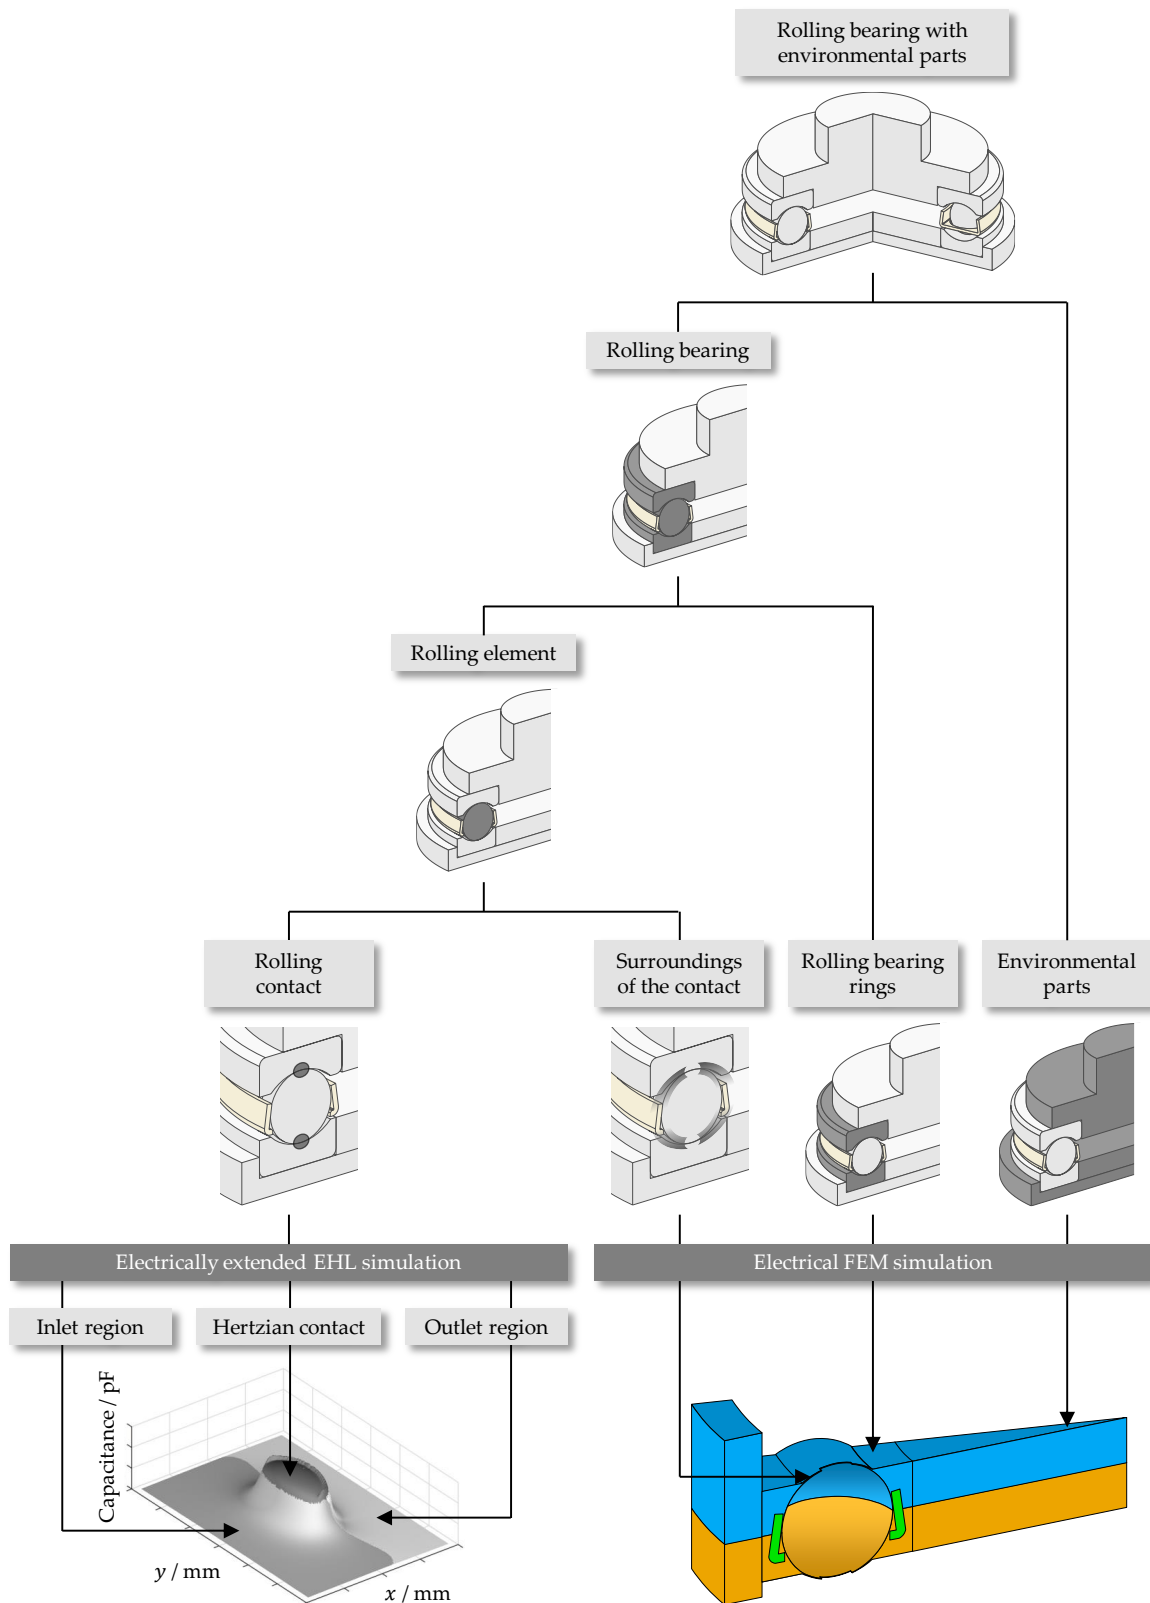 Rolling bearing with
environmental parts
Rolling bearing
Rolling element
Rolling
contact
Surroundings
of the contact
Rolling bearing
rings
Environmental
parts
Electrically extended EHL simulation
Electrical FEM simulation
Inlet region
Hertzian contact
Outlet region
Capacitance / pF
y / mm
x / mm